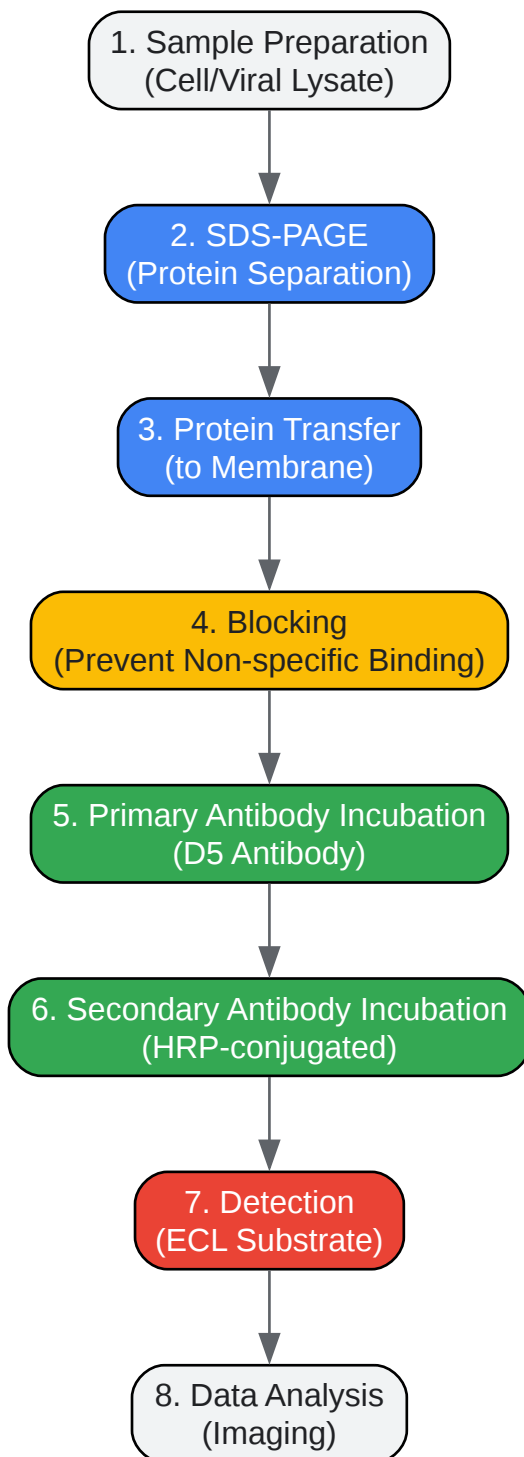 1. Sample Preparation
(Cell/Viral Lysate)
2. SDS-PAGE
(Protein Separation)
3. Protein Transfer
(to Membrane)
4. Blocking
(Prevent Non-specific Binding)
5. Primary Antibody Incubation
(D5 Antibody)
6. Secondary Antibody Incubation
(HRP-conjugated)
7. Detection
(ECL Substrate)
8. Data Analysis
(Imaging)